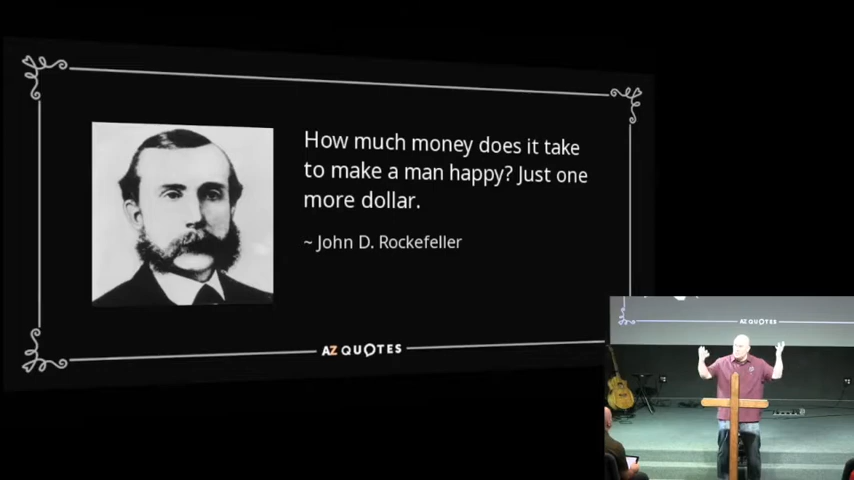 How much money does it take
to make a man happy? Just one
more dollar.
~ John D. Rockefeller
AZ QUOTES
AZ QUOTES